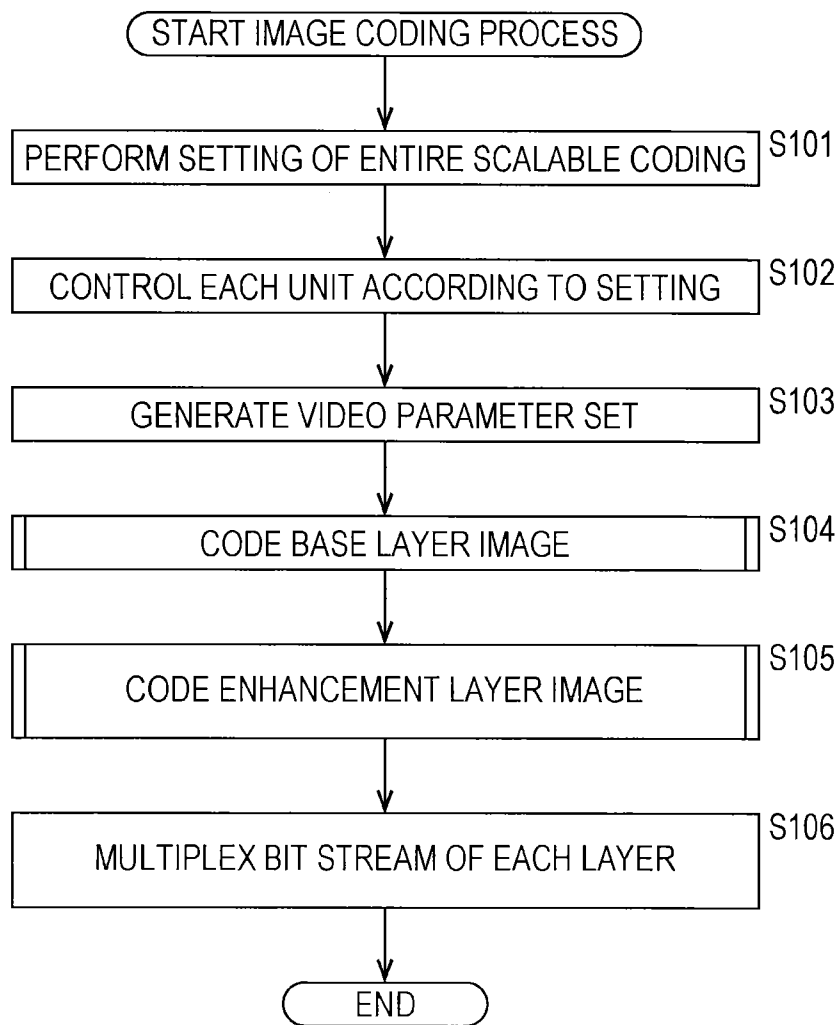 START IMAGE CODING PROCESS
S101
PERFORM SETTING OF ENTIRE SCALABLE CODING
S102
CONTROL EACH UNIT ACCORDING TO SETTING
S103
GENERATE VIDEO PARAMETER SET
S104
CODE BASE LAYER IMAGE
S105
CODE ENHANCEMENT LAYER IMAGE
S106
MULTIPLEX BIT STREAM OF EACH LAYER
END